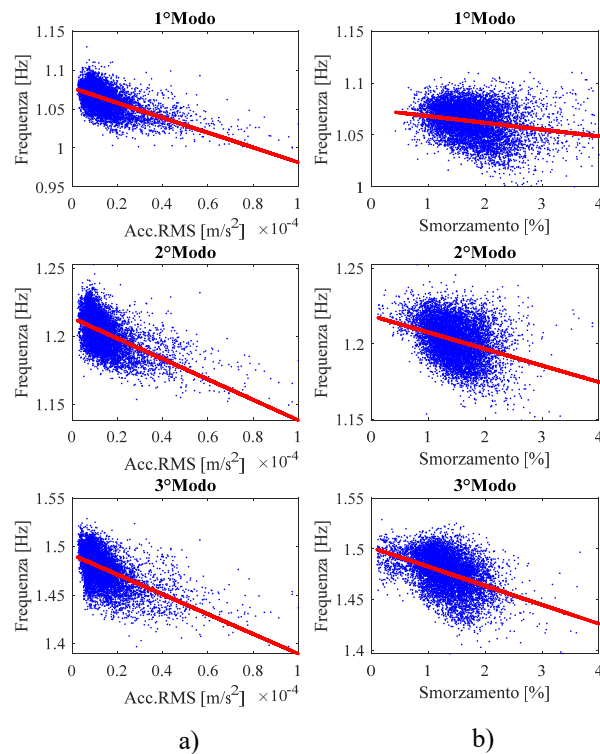 1°Modo
1.15
1.1
1.05
1
0.95
Frequenza [Hz]
0 0.2 0.4 0.6 0.8 1
Acc.RMS [m/s²] ×10⁻⁴
1°Modo
1.15
1.1
1.05
1
Frequenza [Hz]
0 1 2 3 4
Smorzamento [%]
2°Modo
1.25
1.2
1.15
Frequenza [Hz]
0 0.2 0.4 0.6 0.8 1
Acc.RMS [m/s²] ×10⁻⁴
2°Modo
1.25
1.2
1.15
Frequenza [Hz]
0 1 2 3 4
Smorzamento [%]
3°Modo
1.55
1.5
1.45
1.4
Frequenza [Hz]
0 0.2 0.4 0.6 0.8 1
Acc.RMS [m/s²] ×10⁻⁴
3°Modo
1.55
1.5
1.45
1.4
Frequenza [Hz]
0 1 2 3 4
Smorzamento [%]
a)
b)